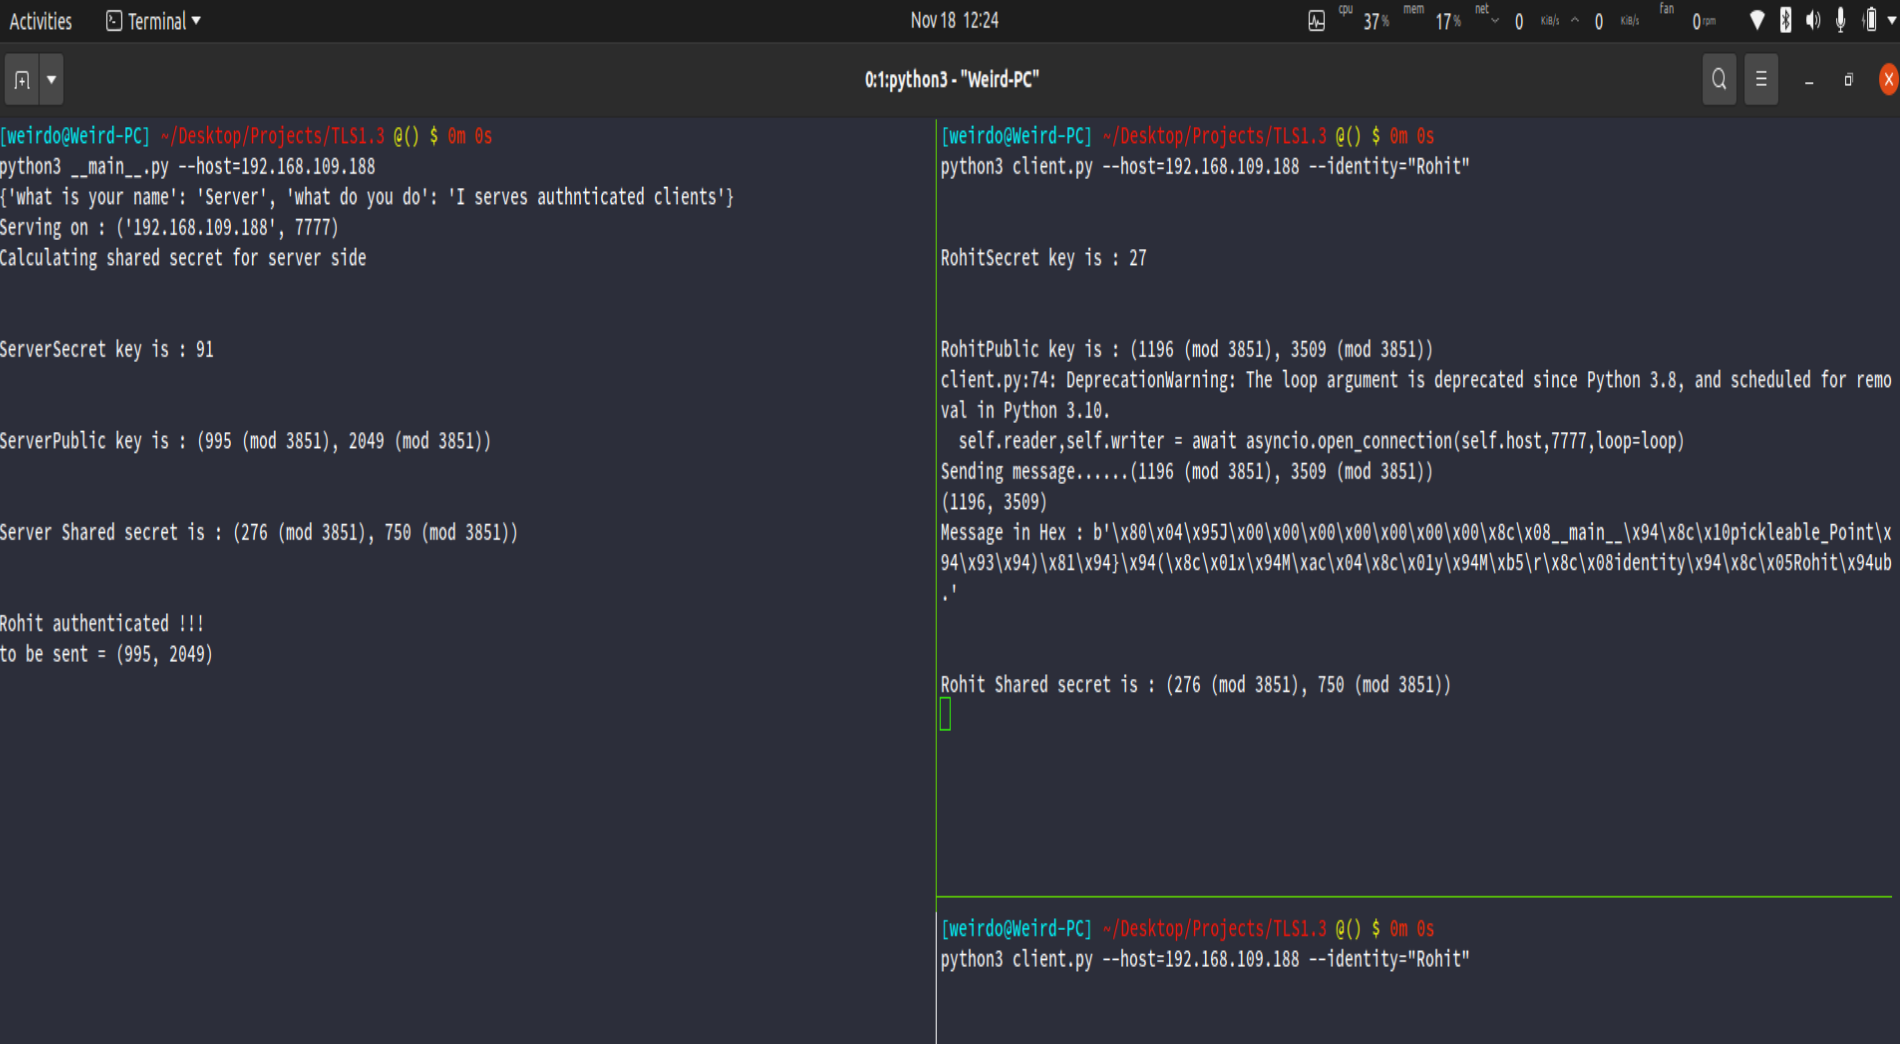 Activities Terminal Nov 18 12:24 cpu 37% mem 17% net 0 KiB/s 0 KiB/s fan 0 rpm
0:1:python3 - "Weird-PC"
[weirdo@Weird-PC] ~/Desktop/Projects/TLS1.3 @() $ 0m 0s
python3 __main__.py --host=192.168.109.188
{'what is your name': 'Server', 'what do you do': 'I serves authnticated clients'}
Serving on : ('192.168.109.188', 7777)
Calculating shared secret for server side
ServerSecret key is : 91
ServerPublic key is : (995 (mod 3851), 2049 (mod 3851))
Server Shared secret is : (276 (mod 3851), 750 (mod 3851))
Rohit authenticated !!!
to be sent = (995, 2049)
[weirdo@Weird-PC] ~/Desktop/Projects/TLS1.3 @() $ 0m 0s
python3 client.py --host=192.168.109.188 --identity="Rohit"
RohitSecret key is : 27
RohitPublic key is : (1196 (mod 3851), 3509 (mod 3851))
client.py:74: DeprecationWarning: The loop argument is deprecated since Python 3.8, and scheduled for remo
val in Python 3.10.
self.reader,self.writer = await asyncio.open_connection(self.host,7777,loop=loop)
Sending message......(1196 (mod 3851), 3509 (mod 3851))
(1196, 3509)
Message in Hex : b'\x80\x04\x95J\x00\x00\x00\x00\x00\x00\x00\x8c\x08__main__\x94\x8c\x10pickleable_Point\x
94\x93\x94)\x81\x94}\x94(\x8c\x01x\x94M\xac\x04\x8c\x01y\x94M\xb5\r\x8c\x08identity\x94\x8c\x05Rohit\x94ub
.'
Rohit Shared secret is : (276 (mod 3851), 750 (mod 3851))
[weirdo@Weird-PC] ~/Desktop/Projects/TLS1.3 @() $ 0m 0s
python3 client.py --host=192.168.109.188 --identity="Rohit"